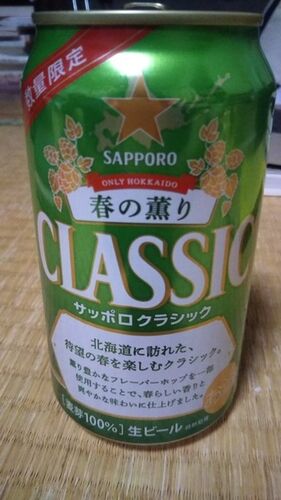 数量限定
SAPPORO
ONLY HOKKAIDO
春の薫り
CLASSIC
サッポロクラシック
北海道に訪れた、
待望の春を楽しむクラシック。
薫り豊かなフレーバーホップを一部
使用することで、春らしい香りと
爽やかな味わいに仕上げました。
[麦芽100%] 生ビール